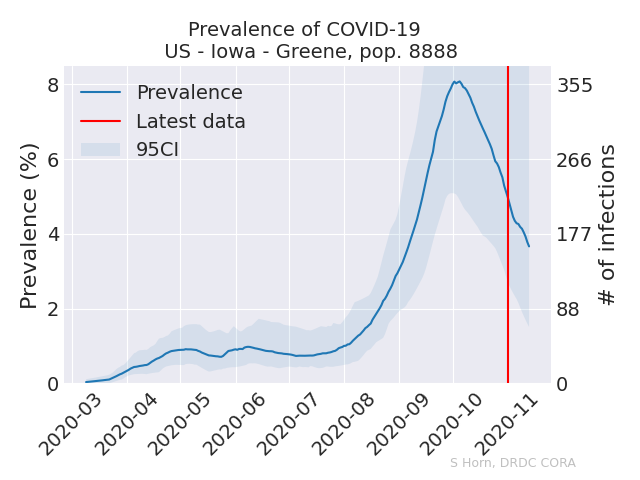 Prevalence of COVID-19
US - Iowa - Greene, pop. 8888
Prevalence
Latest data
95CI
Prevalence (%)
8
6
4
2
0
355
266
177
88
0
# of infections
2020-03
2020-04
2020-05
2020-06
2020-07
2020-08
2020-09
2020-10
2020-11
S Horn, DRDC CORA